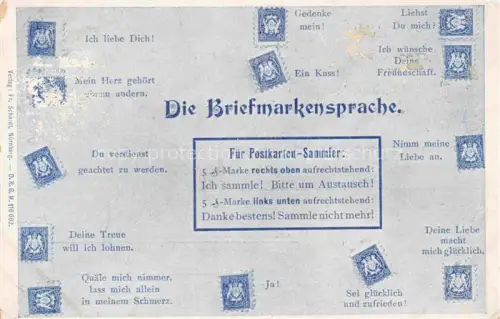 Ich liebe Dich!
Gedenke
mein!
Liebst
Du mich?
Mein Herz gehört
einem andern.
Ein Kuss!
Ich wünsche
Deine
Freundschaft.
Die Briefmarkensprache.
Du verdienst
geachtet zu werden.
Für Postkarten-Sammler:
5 ₰-Marke rechts oben aufrechtstehend:
Ich sammle! Bitte um Austausch!
5 ₰-Marke links unten aufrechtstehend:
Danke bestens! Sammle nicht mehr!
Nimm meine
Liebe an.
Deine Treue
will ich lohnen.
Deine Liebe
macht
mich glücklich.
Quäle mich nimmer,
lass mich allein
in meinem Schmerz.
Ja!
Sei glücklich
und zufrieden!
Nürnberg. — D. R. G. M.